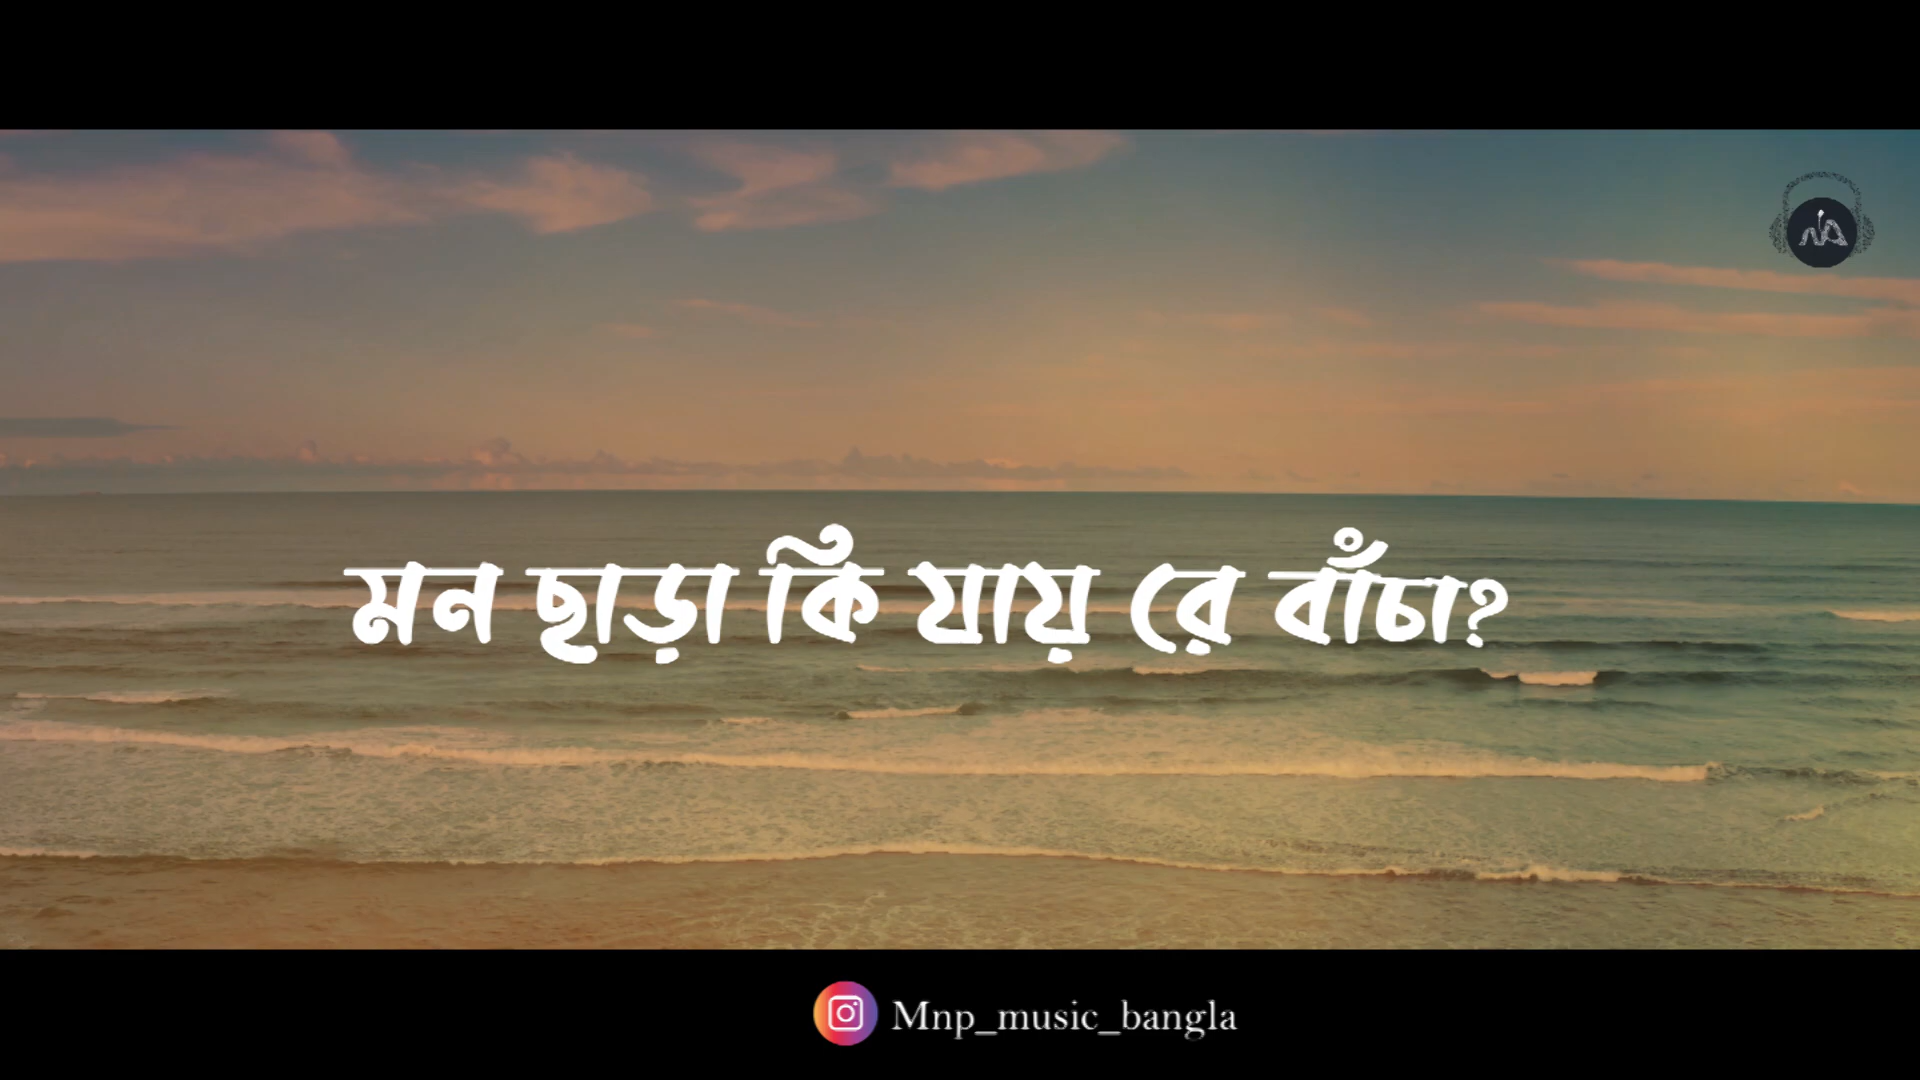 মন ছাড়া কি যায় রে বাঁচা?
Mnp_music_bangla